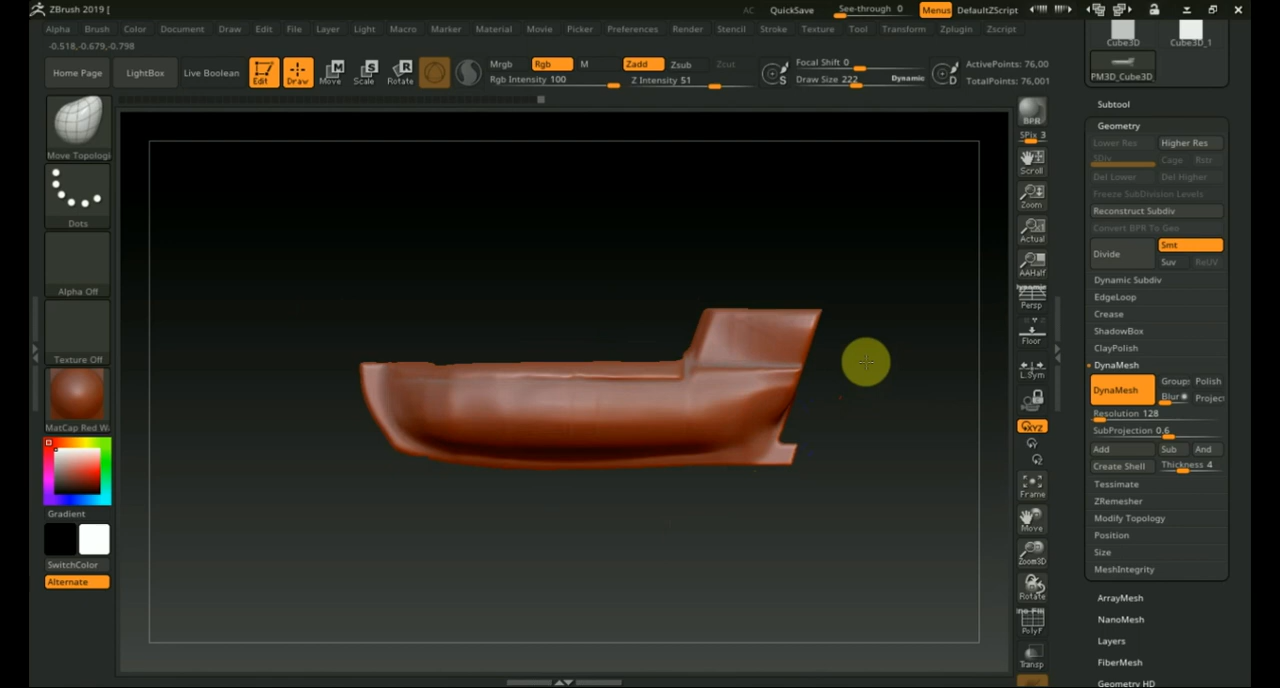 ZBrush 2019 [
AC QuickSave See-through 0 Menus DefaultZScript
Alpha Brush Color Document Draw Edit File Layer Light Macro Marker Material Movie Picker Preferences Render Stencil Stroke Texture Tool Transform Zplugin Zscript
-0.518,-0.679,-0.798
Home Page LightBox Live Boolean Edit Draw Move Scale Rotate
Mrgb Rgb M Zadd Zsub Zcut
Rgb Intensity 100 Z Intensity 51
S Focal Shift 0
Draw Size 222 Dynamic
D ActivePoints: 76,00
TotalPoints: 76,001
Move Topologi
Dots
Alpha Off
Texture Off
MatCap Red W
Gradient
SwitchColor
Alternate
BPR
SPix 3
Scroll
Zoom
Actual
AAHalf
Dynamic
Persp
Floor
L.Sym
XYZ
Y
Z
Frame
Move
Zoom3D
Rotate
PolyF
Transp
Cube3D Cube3D_1
PM3D_Cube3D_
Subtool
Geometry
Lower Res Higher Res
SDiv Cage Rstr
Del Lower Del Higher
Freeze SubDivision Levels
Reconstruct Subdiv
Convert BPR To Geo
Divide Smt
Suv ReUV
Dynamic Subdiv
EdgeLoop
Crease
ShadowBox
ClayPolish
DynaMesh
DynaMesh Group: Polish
Blur Projec
Resolution 128
SubProjection 0.6
Add Sub And
Create Shell Thickness 4
Tessimate
ZRemesher
Modify Topology
Position
Size
MeshIntegrity
ArrayMesh
NanoMesh
Layers
FiberMesh
Geometry HD